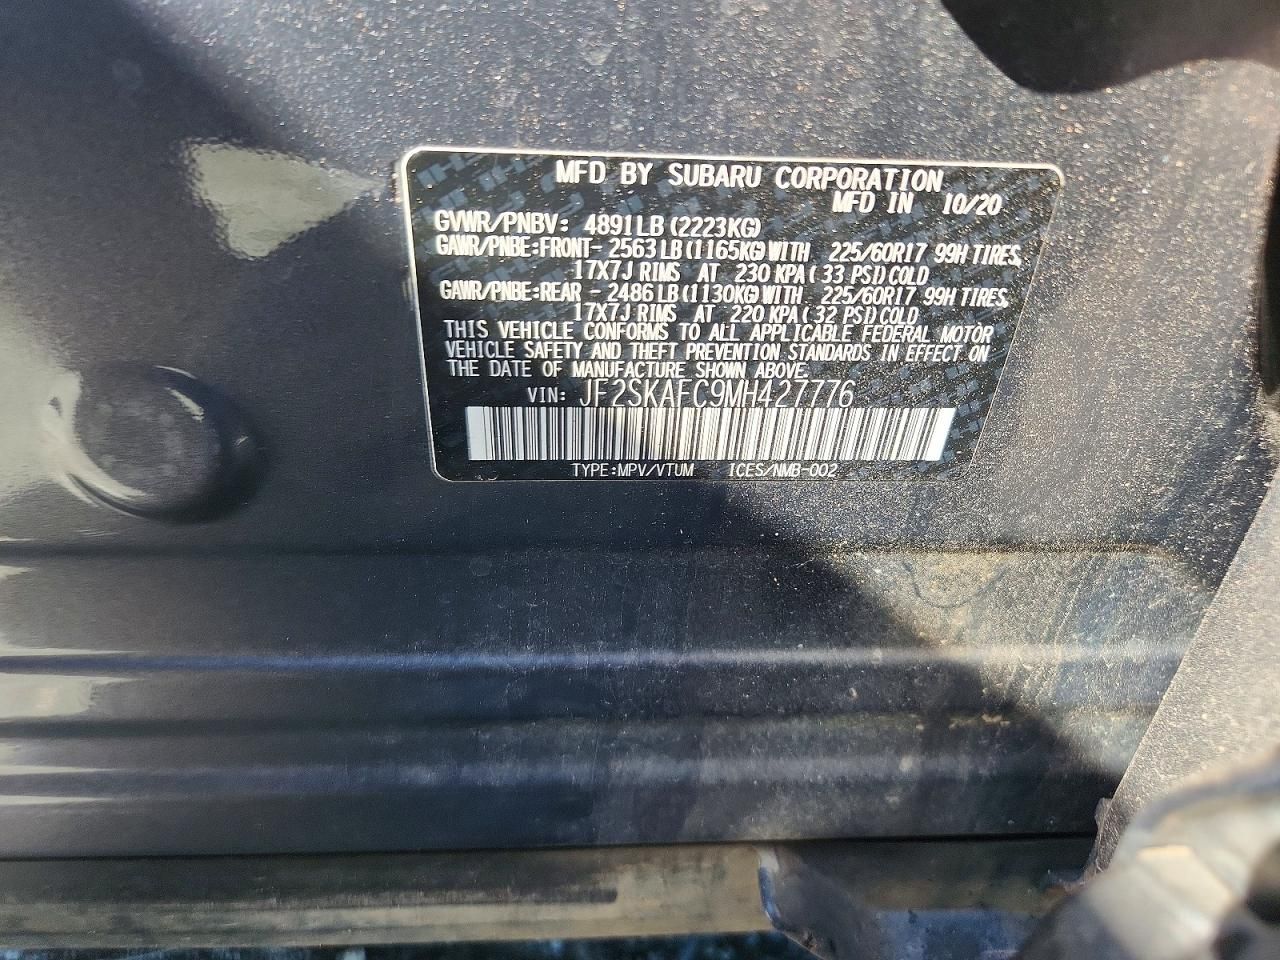 MFD BY SUBARU CORPORATION
MFD IN 10/20
GVWR/PNBV: 4891LB (2223KG)
GAWR/PNBE:FRONT- 2563LB(1165KG)WITH 225/60R17 99H TIRES,
17X7J RIMS AT 230 KPA( 33 PSI)COLD
GAWR/PNBE:REAR - 2486LB(1130KG)WITH 225/60R17 99H TIRES,
17X7J RIMS AT 220 KPA( 32 PSI)COLD
THIS VEHICLE CONFORMS TO ALL APPLICABLE FEDERAL MOTOR
VEHICLE SAFETY AND THEFT PREVENTION STANDARDS IN EFFECT ON
THE DATE OF MANUFACTURE SHOWN ABOVE.
VIN: JF2SKAFC9MH427776
TYPE:MPV/VTUM ICES/NMB-002